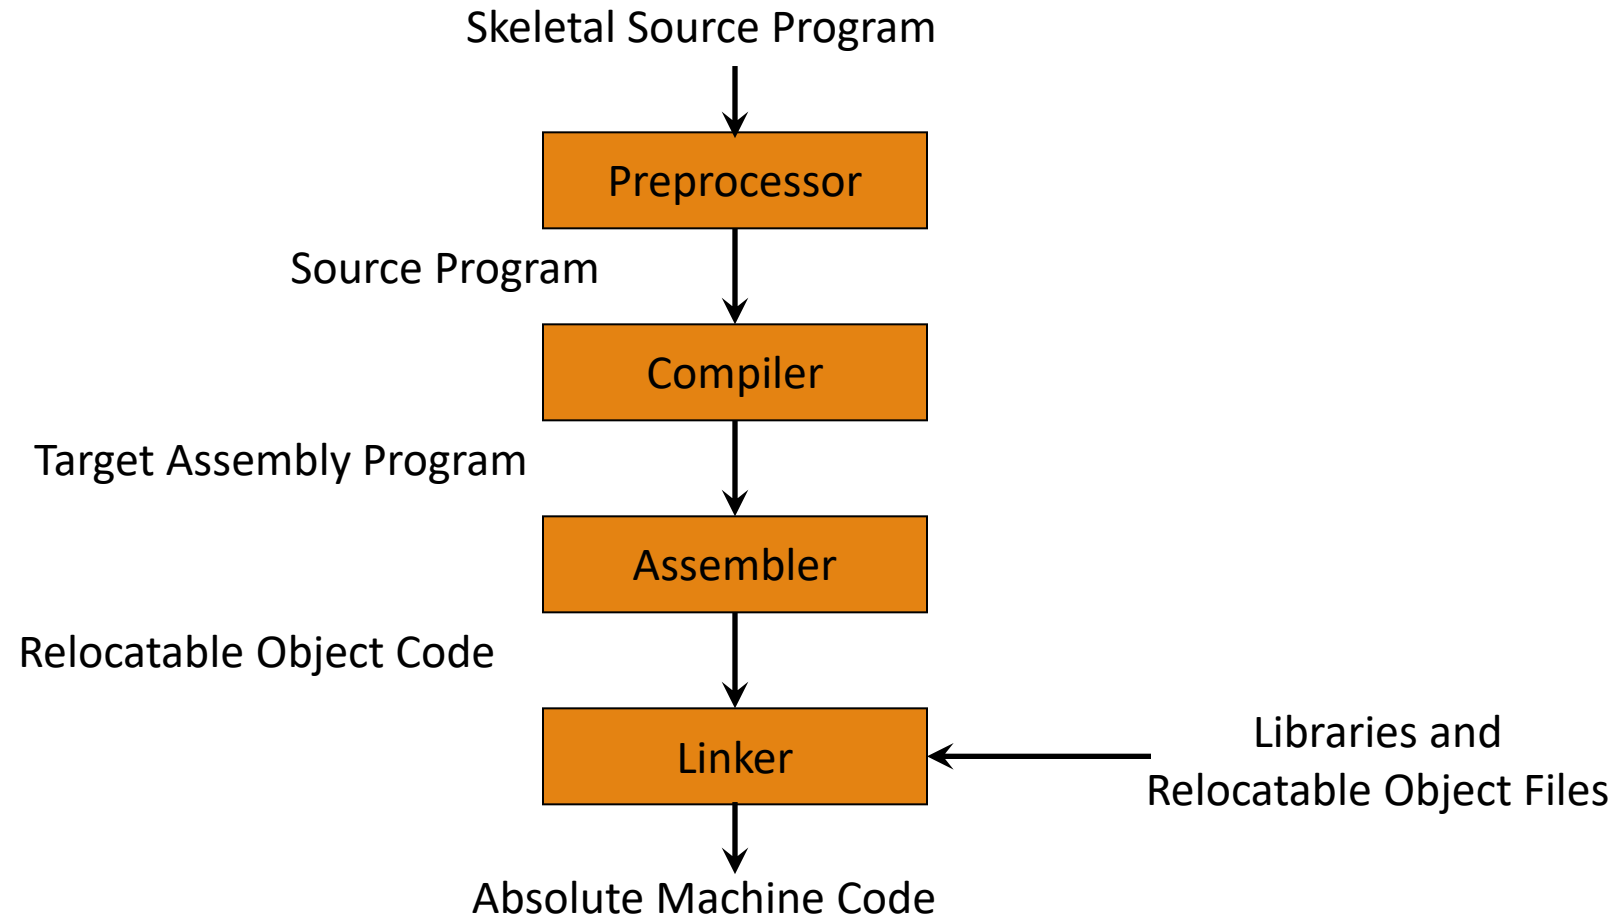 Skeletal Source Program
Preprocessor
Source Program
Compiler
Target Assembly Program
Assembler
Relocatable Object Code
Linker
Libraries and
Relocatable Object Files
Absolute Machine Code